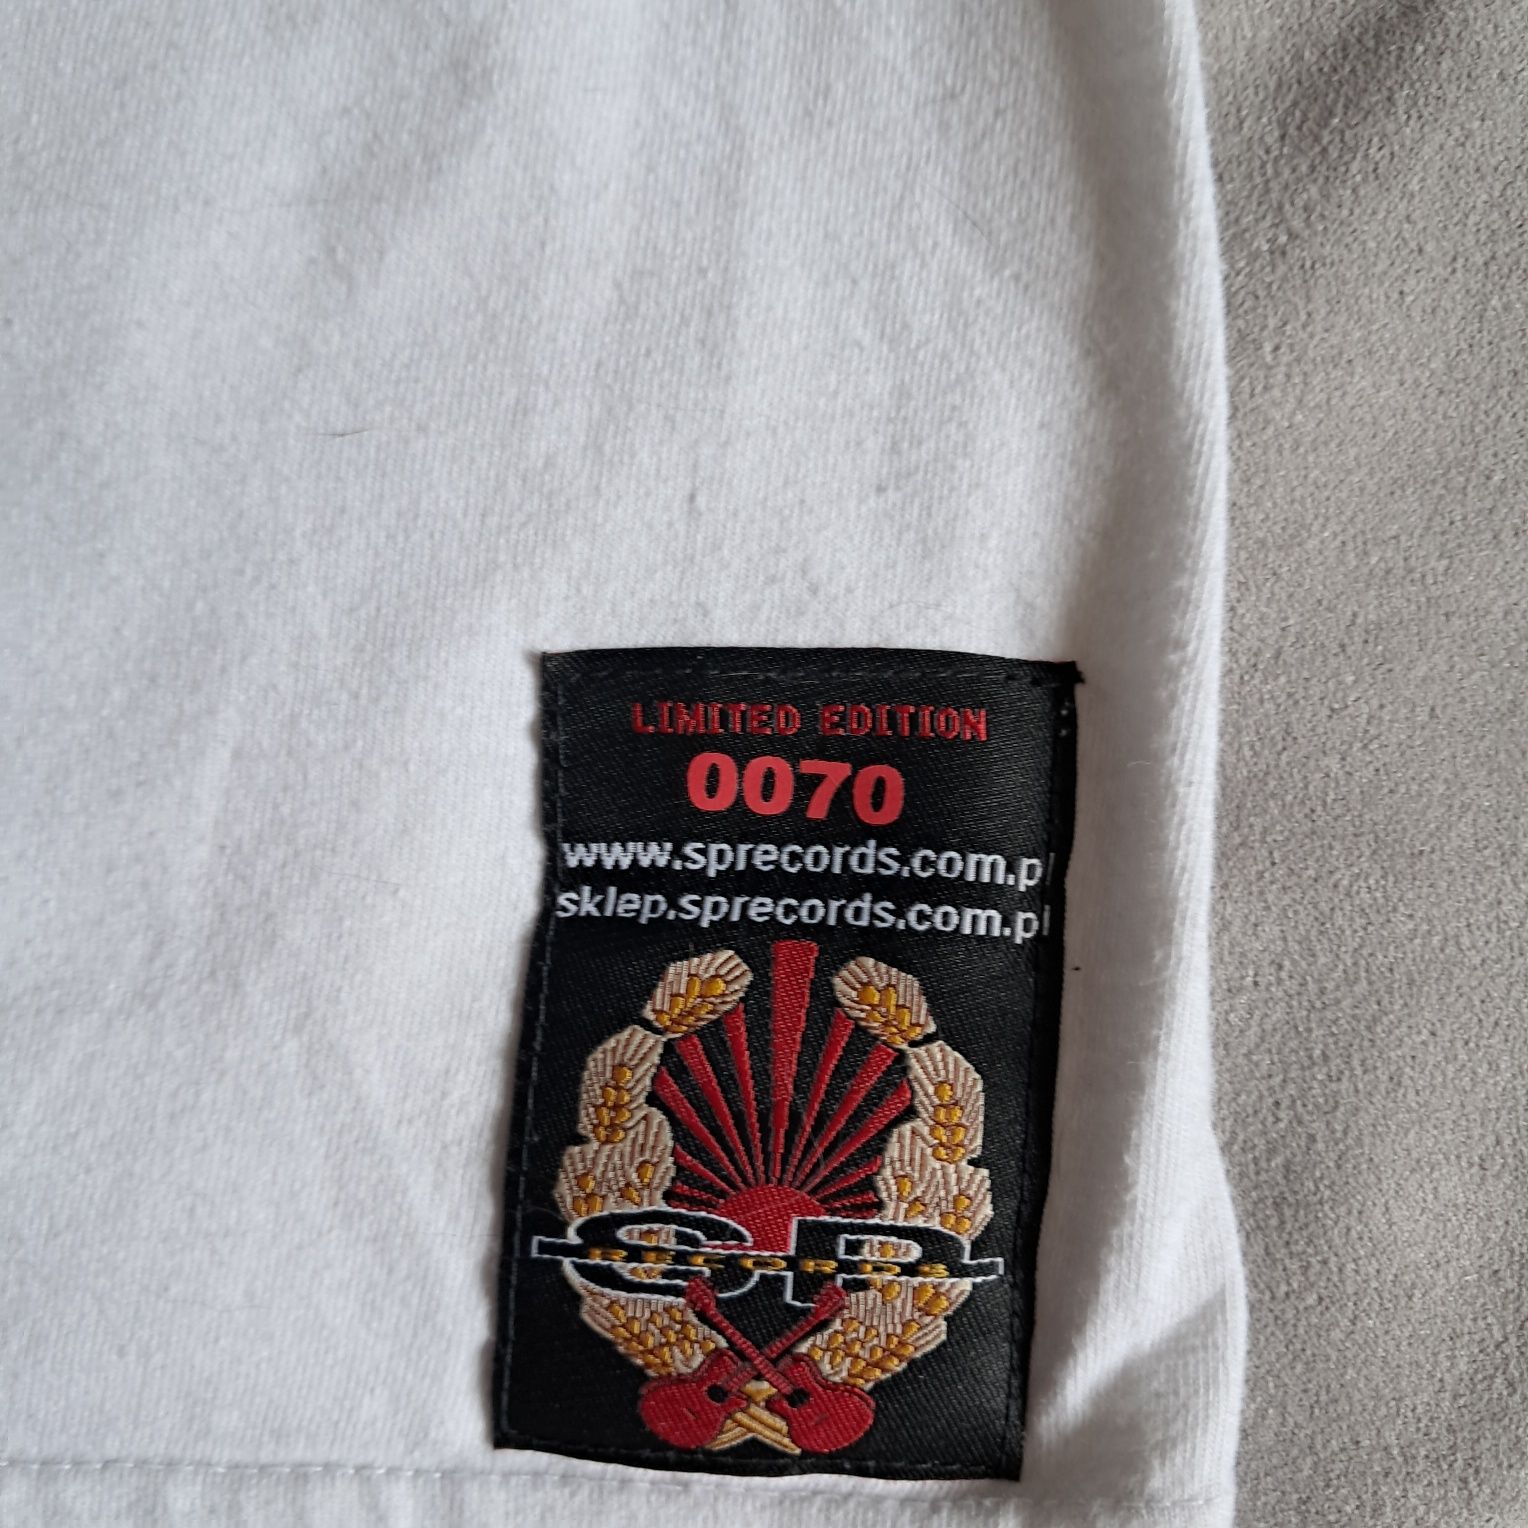 LIMITED EDITION
0070
www.sprecords.com.pl
sklep.sprecords.com.pl
SP
RECORDS